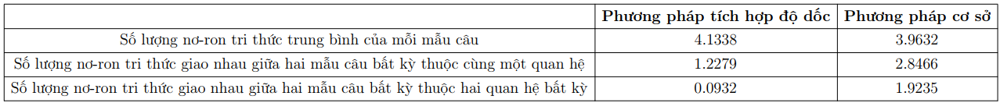 Phương pháp tích hợp độ dốc Phương pháp cơ sở
Số lượng nơ-ron tri thức trung bình của mỗi mẫu câu 4.1338 3.9632
Số lượng nơ-ron tri thức giao nhau giữa hai mẫu câu bất kỳ thuộc cùng một quan hệ 1.2279 2.8466
Số lượng nơ-ron tri thức giao nhau giữa hai mẫu câu bất kỳ thuộc hai quan hệ bất kỳ 0.0932 1.9235